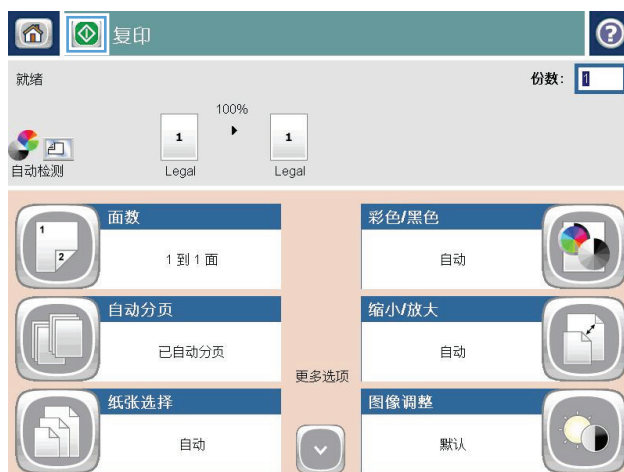 复印
就绪
份数: 1
100%
1 1
自动检测 Legal Legal
面数
1 2
1 到 1 面
彩色/黑色
自动
自动分页
已自动分页
缩小/放大
自动
更多选项
纸张选择
自动
图像调整
默认